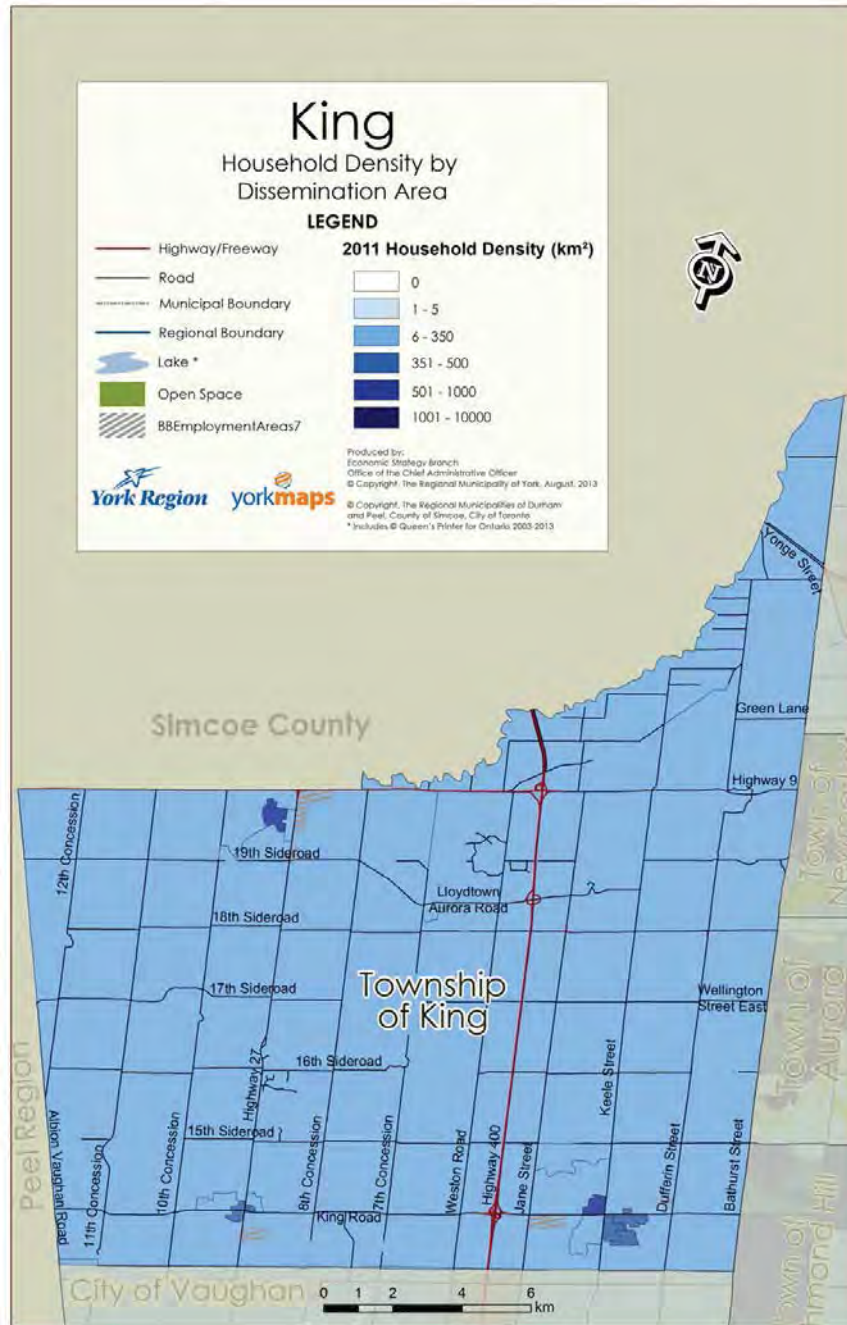 King
Household Density by
Dissemination Area
LEGEND
Highway/Freeway
Road
Municipal Boundary
Regional Boundary
Lake *
Open Space
BBEmploymentAreas7
2011 Household Density (km²)
0
1 - 5
6 - 350
351 - 500
501 - 1000
1001 - 10000
Produced by:
Economic Strategy Branch
Office of the Chief Administrative Officer
© Copyright, The Regional Municipality of York, August, 2013
© Copyright, The Regional Municipalities of Durham
and Peel, County of Simcoe, City of Toronto
* Includes © Queen's Printer for Ontario 2003-2013
York Region
yorkmaps
N
Yonge Street
Simcoe County
Green Lane
Highway 9
Town of
12th Concession
19th Sideroad
Lloydtown
Aurora Road
18th Sideroad
17th Sideroad
Township
of King
Wellington
Street East
Town of
Aurora
16th Sideroad
Highway 27
Keele Street
Peel Region
Albion Vaughan Road
11th Concession
10th Concession
15th Sideroad
8th Concession
7th Concession
Weston Road
Highway 400
Jane Street
Dufferin Street
Bathurst Street
King Road
Town of
hmond Hill
City of Vaughan
0 1 2 4 6
km